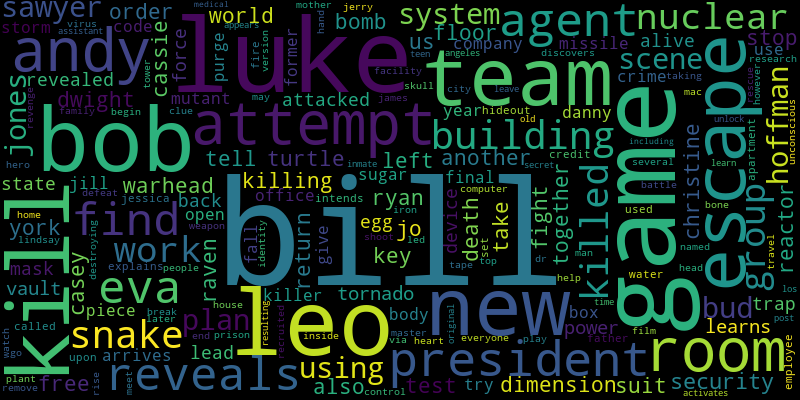 sawyer order world bomb system agent nuclear
storm code cassie force purge us floor company missile alive stop
virus assistant mother jerry hand former
andy luke team scene use
revealed mutant attacked year danny crime taking
jones dwight clue attempt building hoffman
bob tell turtle left another final credit
state jill warhead killing sugar ryan together
kill find york back office intends egg jo key death fight
home lindsay mask open work raven return give device take
casey vault eva killer tornado body power box
bill game escape group killed christine reactor
snake plan leo new president room bud trap
piece lead using learns
called arrives reveals also test try dimension suit security
free control
watch go plant remove upon rise meet
tower fire version appears may facility james skull city teen angeles leave hideout old
family begin revenge hero defeat jessica destroying explains people weapon
identity fall computer iron led shoot set tape top secret inmate including
several named used battle apartment bone water head travel film time man dr help
unlock learn discovers however rescue research unconscious mac
house prison inside recruited resulting end later break
via heart everyone master original play father los post employee activates
medical